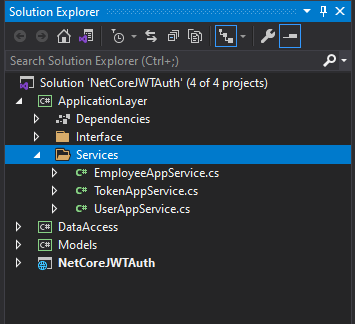 Solution Explorer
Search Solution Explorer (Ctrl+;)
Solution 'NetCoreJWTAuth' (4 of 4 projects)
C# ApplicationLayer
Dependencies
Interface
Services
C# EmployeeAppService.cs
C# TokenAppService.cs
C# UserAppService.cs
C# DataAccess
C# Models
NetCoreJWTAuth